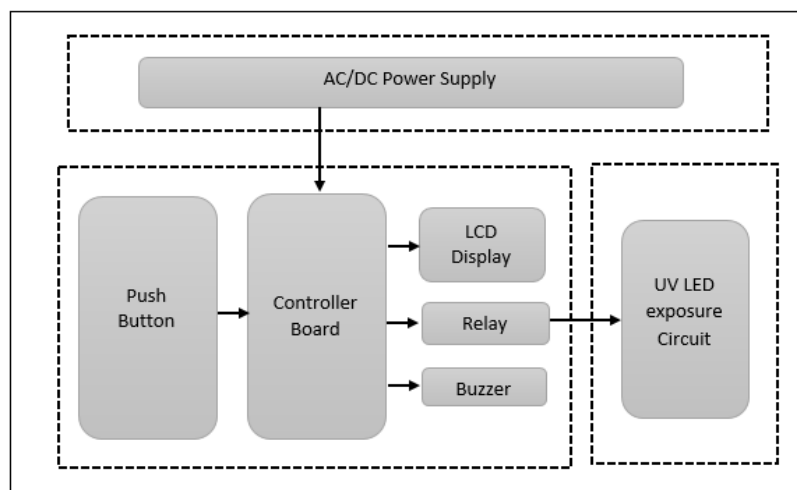 AC/DC Power Supply
Push
Button
Controller
Board
LCD
Display
Relay
Buzzer
UV LED
exposure
Circuit